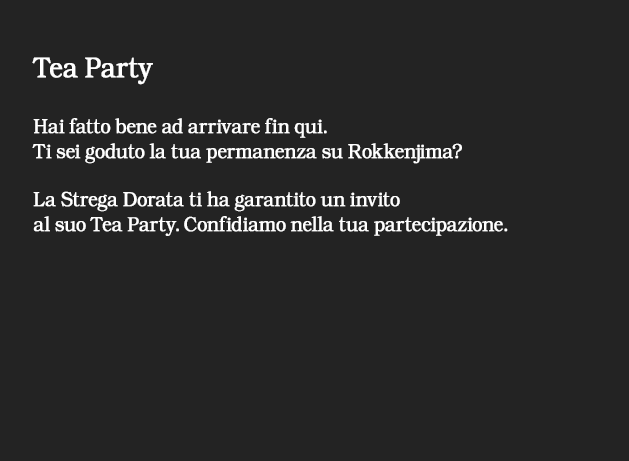 Tea Party
Hai fatto bene ad arrivare fin qui.
Ti sei goduto la tua permanenza su Rokkenjima?
La Strega Dorata ti ha garantito un invito
al suo Tea Party. Confidiamo nella tua partecipazione.